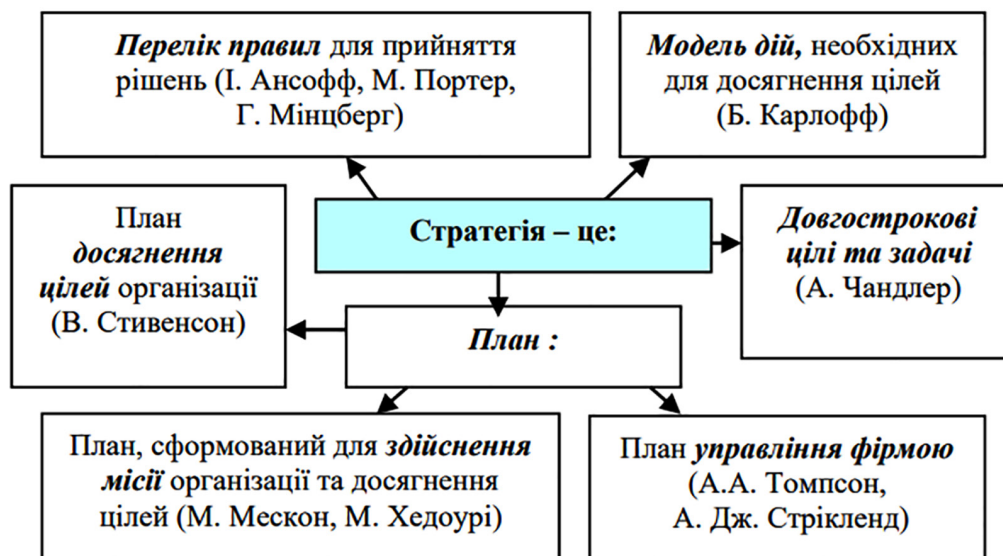 Перелік правил для прийняття
рішень (І. Ансофф, М. Портер,
Г. Мінцберг)
Модель дій, необхідних
для досягнення цілей
(Б. Карлофф)
Стратегія – це:
План
досягнення
цілей організації
(В. Стивенсон)
Довгострокові
цілі та задачі
(А. Чандлер)
План :
План, сформований для здійснення
місії організації та досягнення
цілей (М. Мескон, М. Хедоурі)
План управління фірмою
(А.А. Томпсон,
А. Дж. Стрікленд)